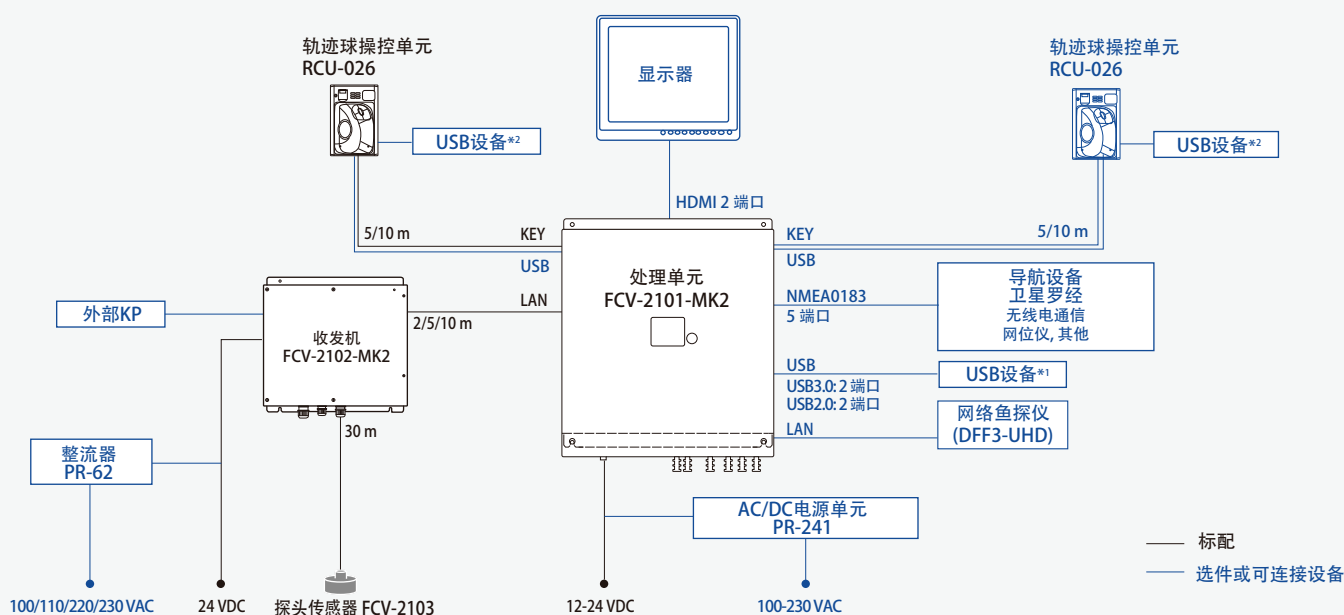 轨迹球操控单元
RCU-026
USB设备*2
显示器
轨迹球操控单元
RCU-026
USB设备*2
HDMI 2 端口
5/10 m
KEY
USB
KEY
USB
5/10 m
处理单元
FCV-2101-MK2
LAN
2/5/10 m
外部KP
收发机
FCV-2102-MK2
NMEA0183
5 端口
导航设备
卫星罗经
无线电通信
网位仪, 其他
USB
USB3.0: 2 端口
USB2.0: 2 端口
USB设备*1
LAN
网络鱼探仪
(DFF3-UHD)
30 m
整流器
PR-62
AC/DC电源单元
PR-241
标配
选件或可连接设备
100/110/220/230 VAC
24 VDC
探头传感器 FCV-2103
12-24 VDC
100-230 VAC